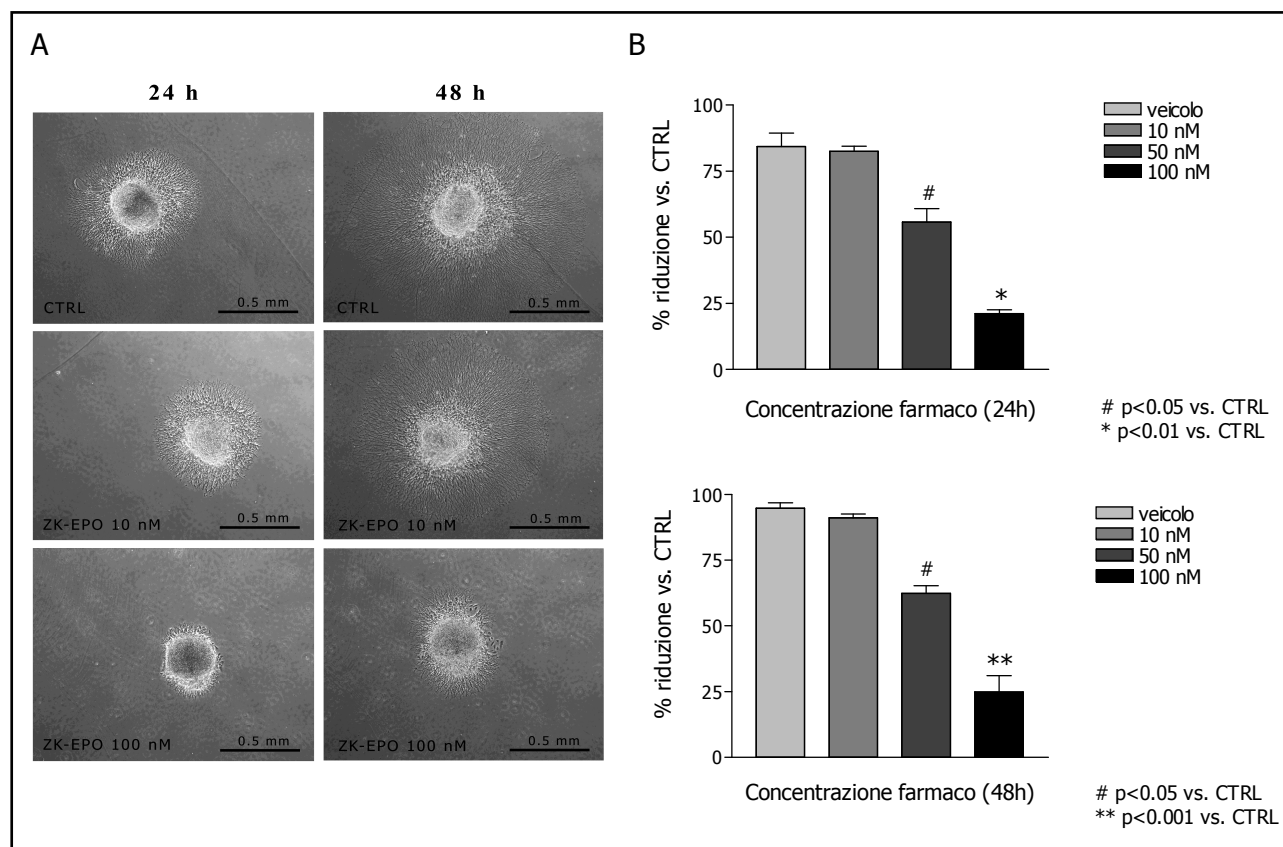 A
24 h
48 h
CTRL
0.5 mm
CTRL
0.5 mm
ZK-EPO 10 nM
0.5 mm
ZK-EPO 10 nM
0.5 mm
ZK-EPO 100 nM
0.5 mm
ZK-EPO 100 nM
0.5 mm
B
% riduzione vs. CTRL
100
75
50
25
0
#
*
veicolo
10 nM
50 nM
100 nM
Concentrazione farmaco (24h)
# p<0.05 vs. CTRL
* p<0.01 vs. CTRL
% riduzione vs. CTRL
100
75
50
25
0
#
**
veicolo
10 nM
50 nM
100 nM
Concentrazione farmaco (48h)
# p<0.05 vs. CTRL
** p<0.001 vs. CTRL